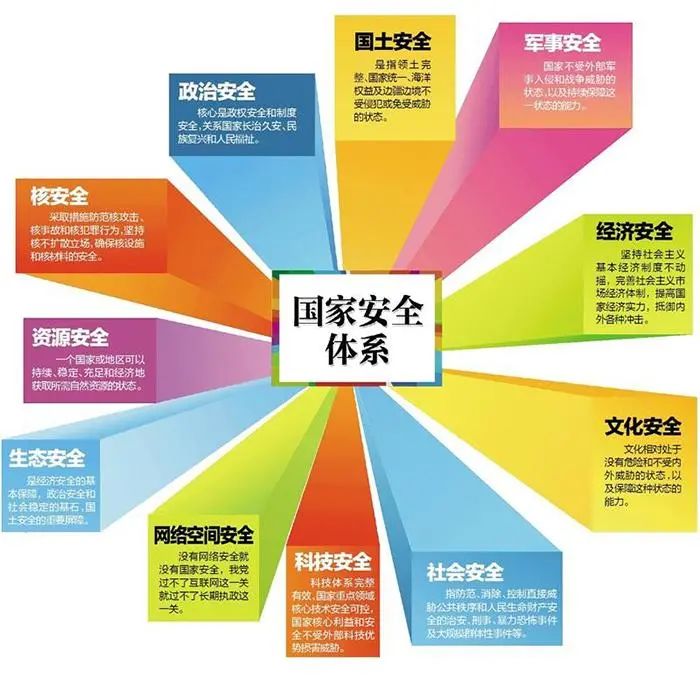 国家安全
体系
国土安全
是指领土完
整、国家统一、海洋
权益及边疆边境不
受侵犯或免受威胁
的状态。
军事安全
国家不受外部军
事入侵和战争威胁的
状态,以及持续保障这
一状态的能力。
经济安全
坚持社会主义
基本经济制度不动
摇，完善社会主义市
场经济体制，提高国
家经济实力，抵御内
外各种冲击。
文化安全
文化相对处于
没有危险和不受内
外威胁的状态,以
及保障这种状态的
能力。
社会安全
指防范、消除、控制直接威
胁公共秩序和人民生命财产安
全的治安、刑事、暴力恐怖事件
及大规模群体性事件等。
科技安全
科技体系完整
有效,国家重点领域
核心技术安全可控,
国家核心利益和安
全不受外部科技优
势损害威胁。
网络空间安全
没有网络安全就
没有国家安全，我党
过不了互联网这一关
就过不了长期执政这
一关。
生态安全
是经济安全的基
本保障，政治安全和
社会稳定的基石,国
土安全的重要屏障。
资源安全
一个国家或地区可以
持续、稳定、充足和经济地
获取所需自然资源的状态。
核安全
采取措施防范核攻击、
核事故和核犯罪行为,坚持
核不扩散立场,确保核设施
和核材料的安全。
政治安全
核心是政权安全和制度
安全,关系国家长治久安、民
族复兴和人民福祉。